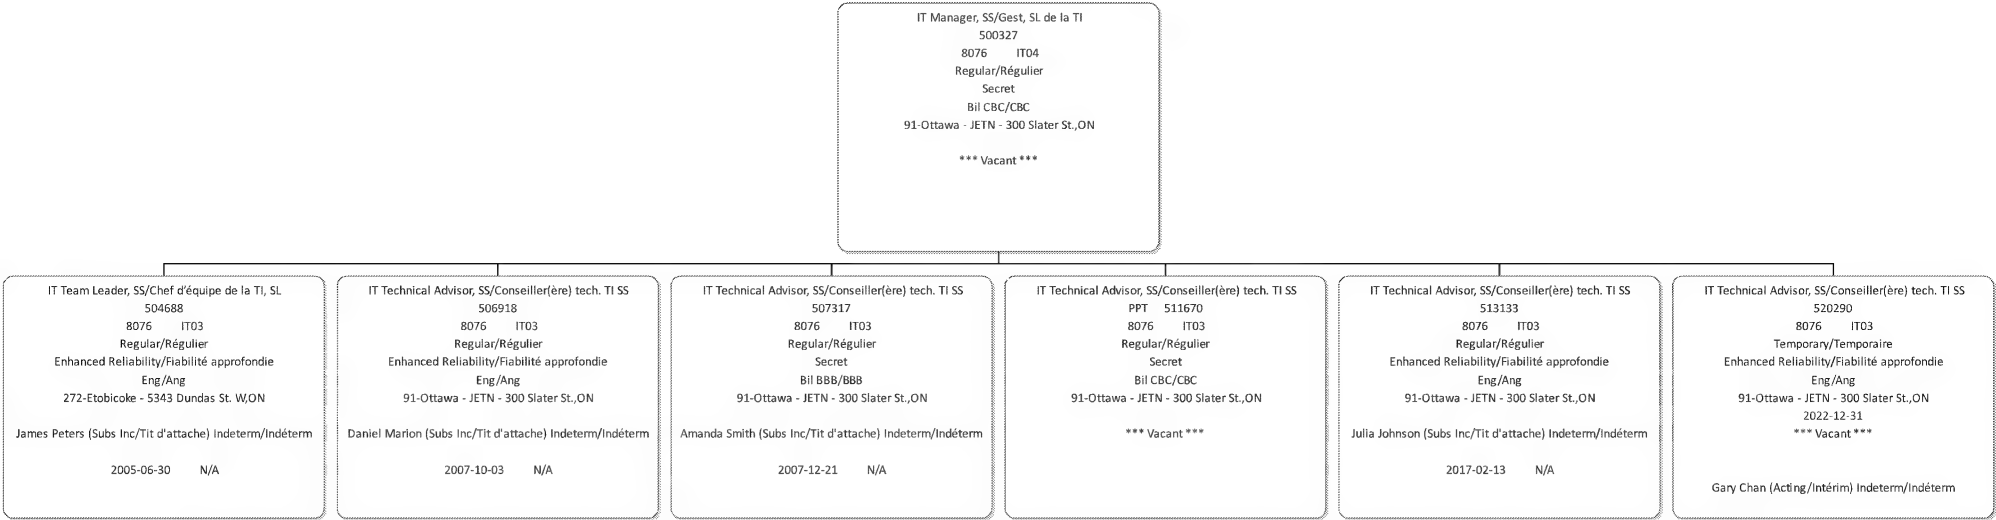 IT Manager, SS/Gest, SL de la TI
500327
8076 IT04
Regular/Régulier
Secret
Bil CBC/CBC
91-Ottawa - JETN - 300 Slater St.,ON
*** Vacant ***
IT Team Leader, SS/Chef d'équipe de la TI, SL
504688
8076 IT03
Regular/Régulier
Enhanced Reliability/Fiabilité approfondie
Eng/Ang
272-Etobicoke - 5343 Dundas St. W,ON
James Peters (Subs Inc/Tit d'attache) Indeterm/Indéterm
2005-06-30 N/A
IT Technical Advisor, SS/Conseiller(ère) tech. TI SS
506918
8076 IT03
Regular/Régulier
Enhanced Reliability/Fiabilité approfondie
Eng/Ang
91-Ottawa - JETN - 300 Slater St.,ON
Daniel Marion (Subs Inc/Tit d'attache) Indeterm/Indéterm
2007-10-03 N/A
IT Technical Advisor, SS/Conseiller(ère) tech. TI SS
507317
8076 IT03
Regular/Régulier
Secret
Bil BBB/BBB
91-Ottawa - JETN - 300 Slater St.,ON
Amanda Smith (Subs Inc/Tit d'attache) Indeterm/Indéterm
2007-12-21 N/A
IT Technical Advisor, SS/Conseiller(ère) tech. TI SS
PPT 511670
8076 IT03
Regular/Régulier
Secret
Bil CBC/CBC
91-Ottawa - JETN - 300 Slater St.,ON
*** Vacant ***
IT Technical Advisor, SS/Conseiller(ère) tech. TI SS
513133
8076 IT03
Regular/Régulier
Enhanced Reliability/Fiabilité approfondie
Eng/Ang
91-Ottawa - JETN - 300 Slater St.,ON
Julia Johnson (Subs Inc/Tit d'attache) Indeterm/Indéterm
2017-02-13 N/A
IT Technical Advisor, SS/Conseiller(ère) tech. TI SS
520290
8076 IT03
Temporary/Temporaire
Enhanced Reliability/Fiabilité approfondie
Eng/Ang
91-Ottawa - JETN - 300 Slater St.,ON
2022-12-31
*** Vacant ***
Gary Chan (Acting/Intérim) Indeterm/Indéterm